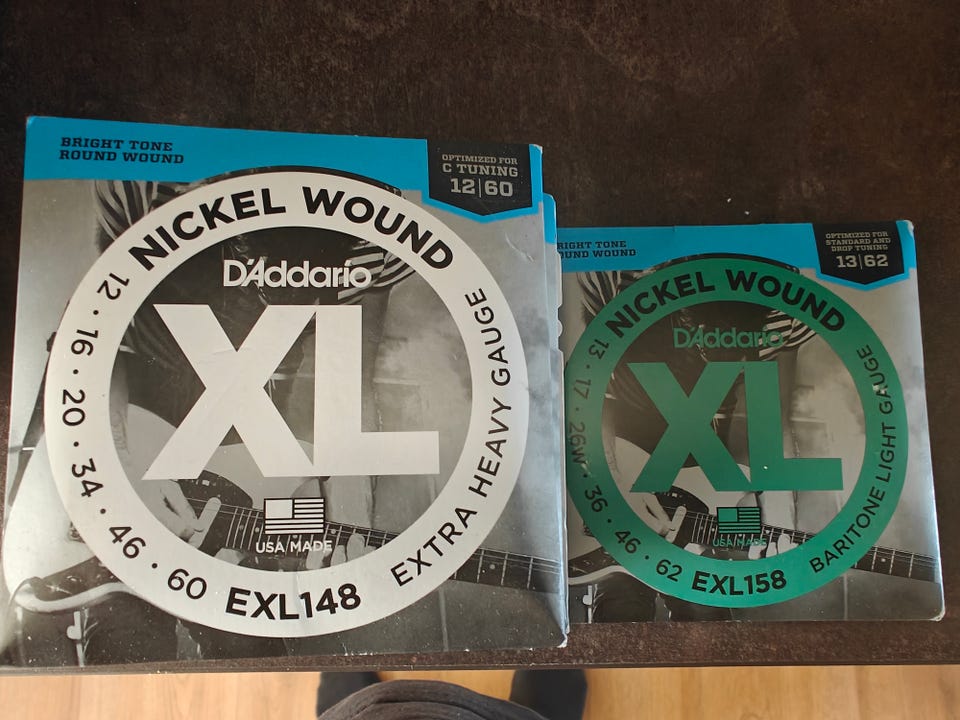 BRIGHT TONE
ROUND WOUND
OPTIMIZED FOR
C TUNING
12|60
NICKEL WOUND
D'Addario
XL
USA MADE
12 · 16 · 20 · 34 · 46 · 60
EXL148
EXTRA HEAVY GAUGE
RIGHT TONE
OUND WOUND
OPTIMIZED FOR
STANDARD AND
DROP TUNING
13|62
NICKEL WOUND
D'Addario
XL
USA MADE
13 · 17 · 26W · 36 · 46 · 62
EXL158
BARITONE LIGHT GAUGE